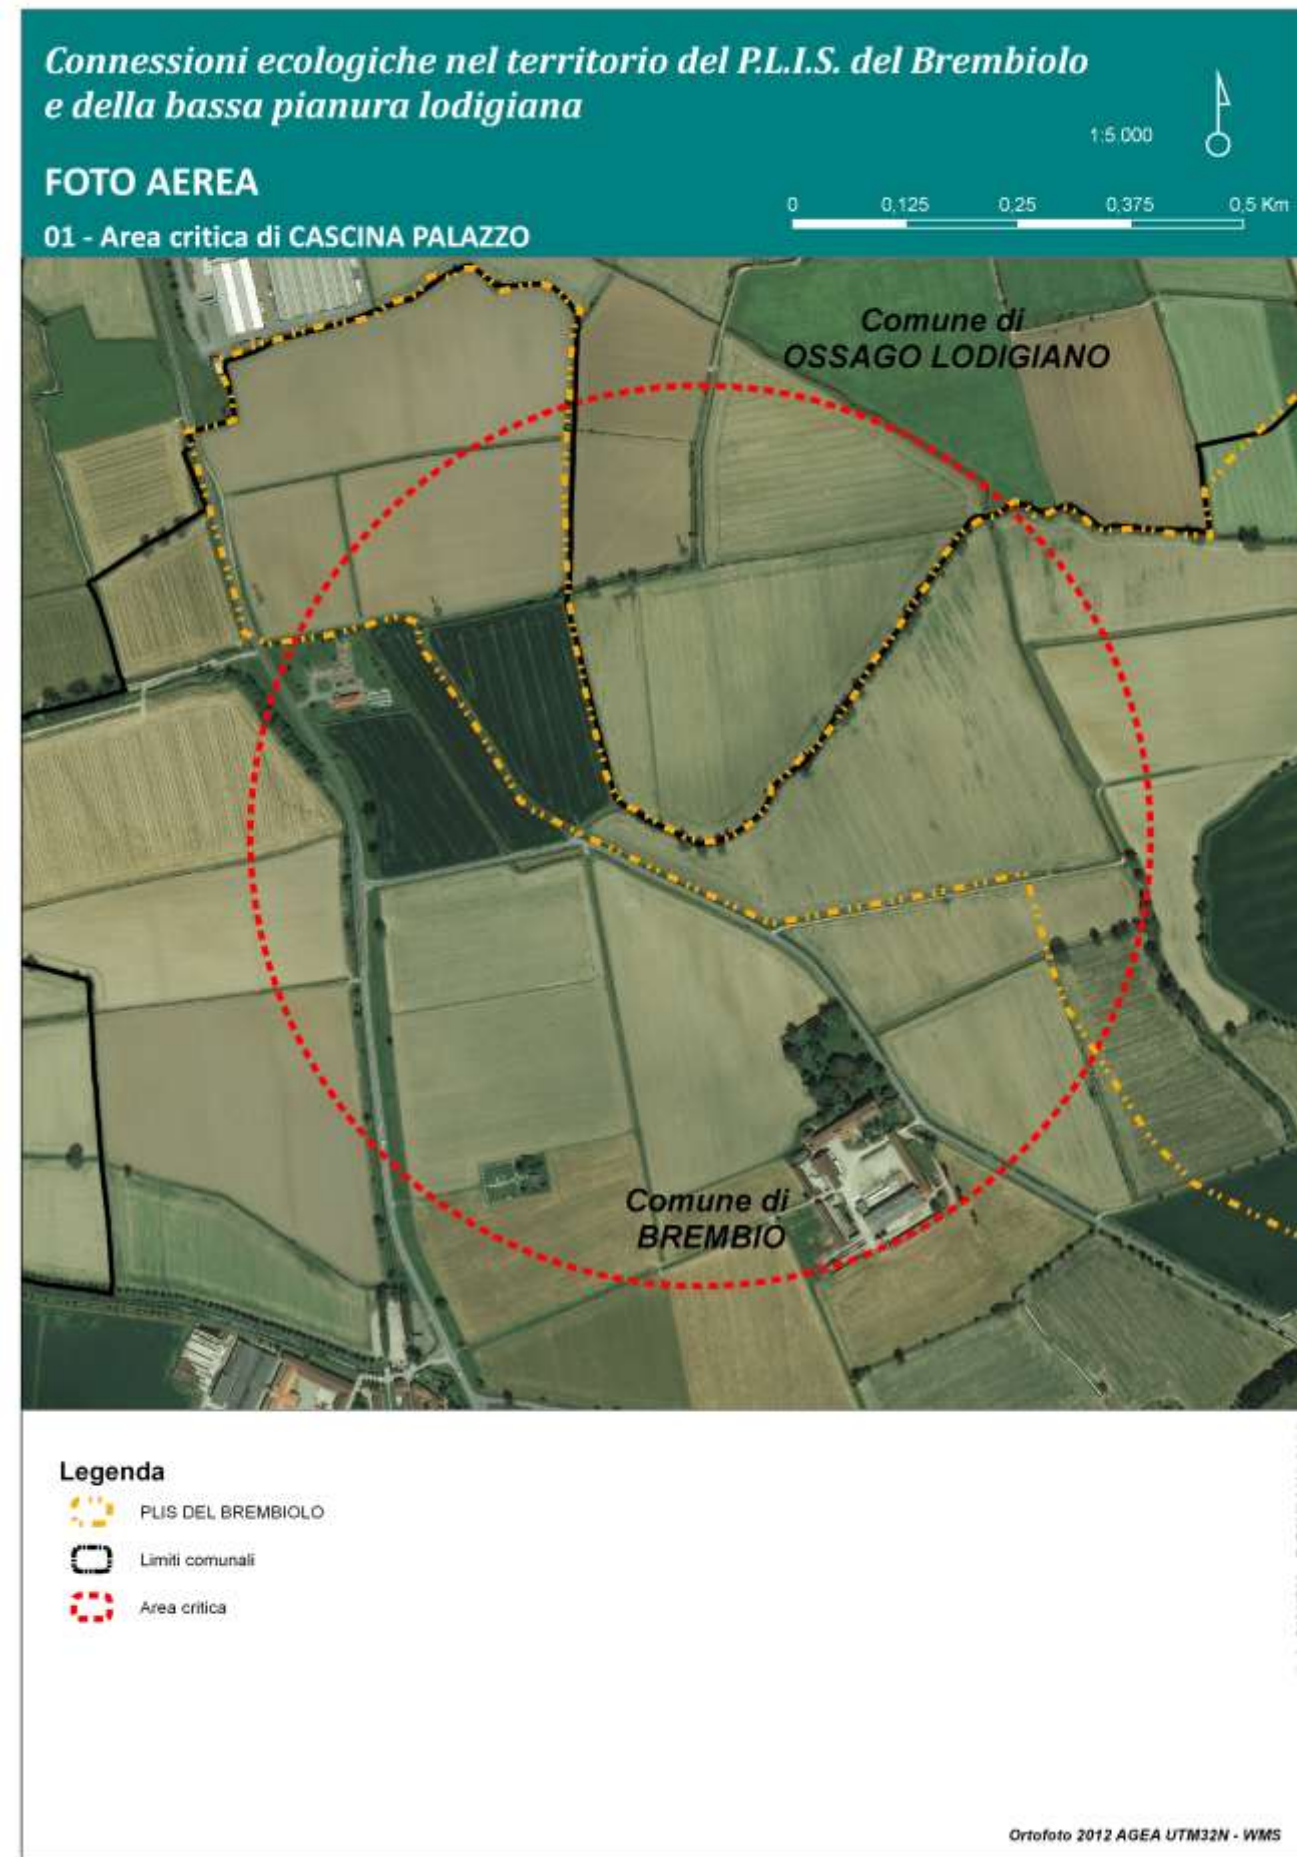 Connessioni ecologiche nel territorio del P.L.I.S. del Brembiolo
e della bassa pianura lodigiana
1:5.000
FOTO AEREA
0 0,125 0,25 0,375 0,5 Km
01 - Area critica di CASCINA PALAZZO
Comune di
OSSAGO LODIGIANO
Comune di
BREMBIO
Legenda
PLIS DEL BREMBIOLO
Limiti comunali
Area critica
Ortofoto 2012 AGEA UTM32N - WMS